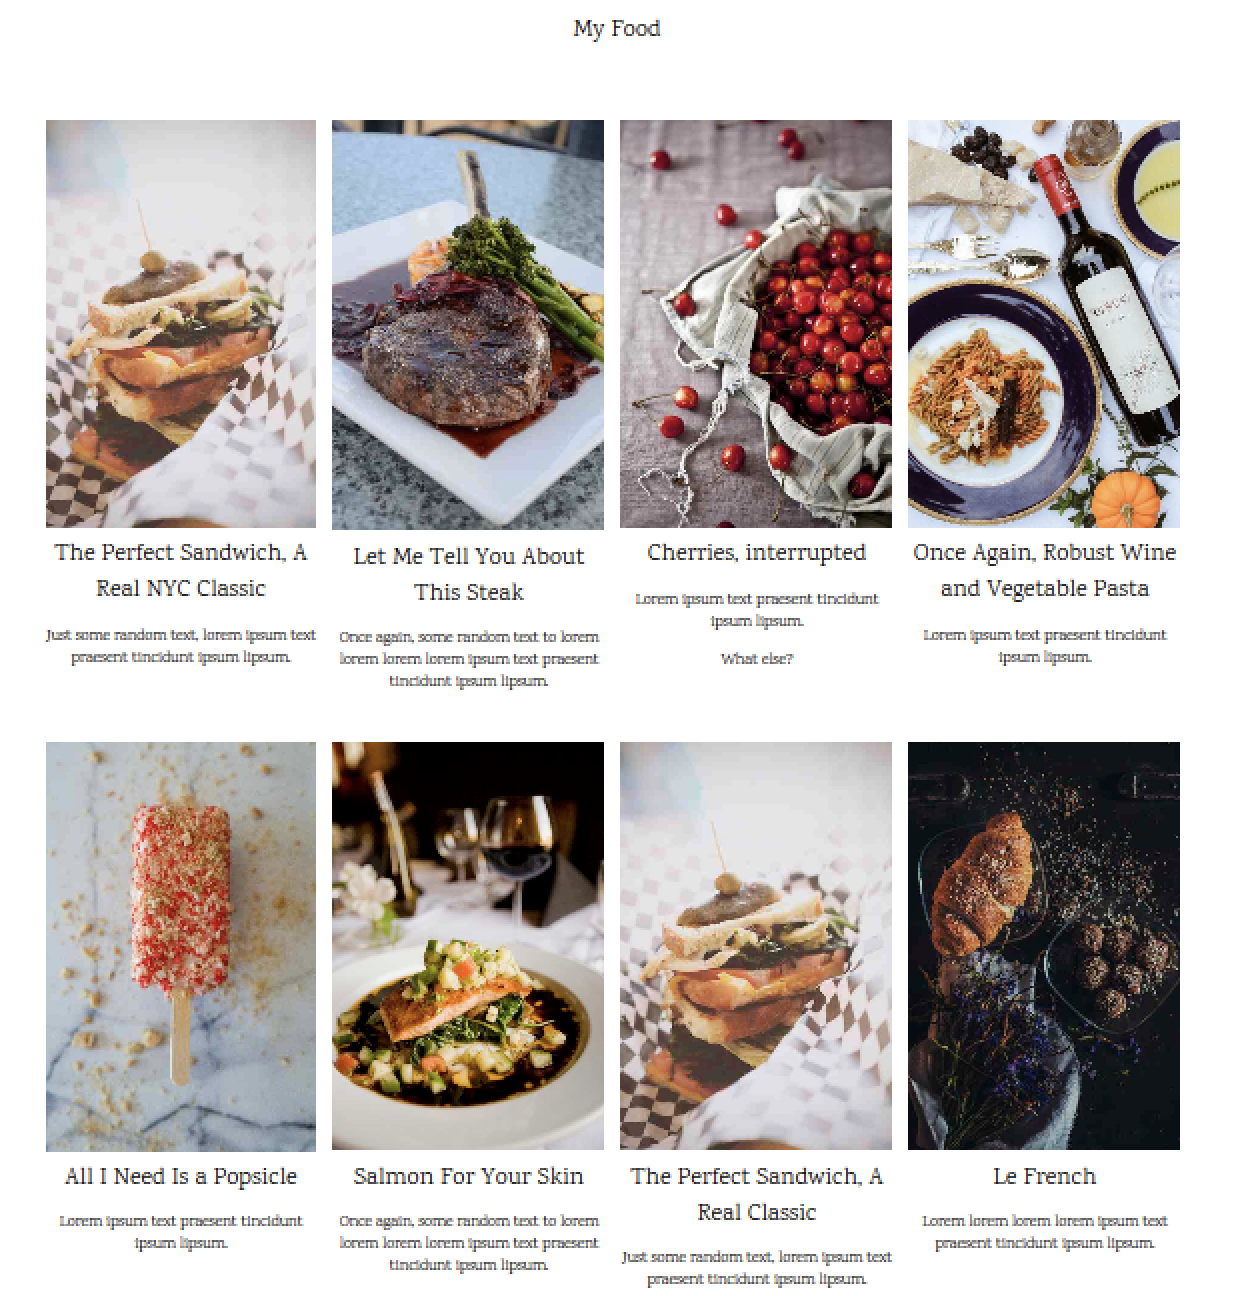 My Food
The Perfect Sandwich, A
Real NYC Classic
Just some random text, lorem ipsum text
praesent tincidunt ipsum lipsum.
Let Me Tell You About
This Steak
Once again, some random text to lorem
lorem lorem lorem ipsum text praesent
tincidunt ipsum lipsum.
Cherries, interrupted
Lorem ipsum text praesent tincidunt
ipsum lipsum.
What else?
Once Again, Robust Wine
and Vegetable Pasta
Lorem ipsum text praesent tincidunt
ipsum lipsum.
All I Need Is a Popsicle
Lorem ipsum text praesent tincidunt
ipsum lipsum.
Salmon For Your Skin
Once again, some random text to lorem
lorem lorem lorem ipsum text praesent
tincidunt ipsum lipsum.
The Perfect Sandwich, A
Real Classic
Just some random text, lorem ipsum text
praesent tincidunt ipsum lipsum.
Le French
Lorem lorem lorem lorem ipsum text
praesent tincidunt ipsum lipsum.